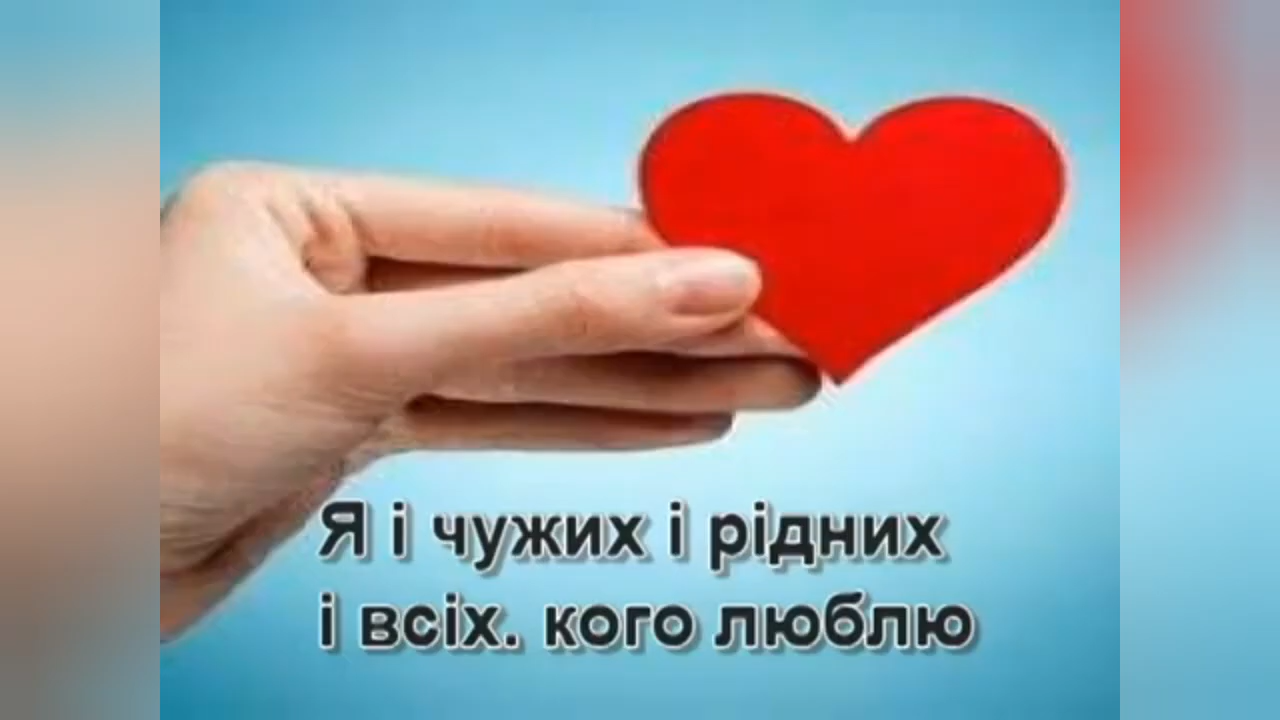 Я і чужих і рідних
і всіх. кого люблю